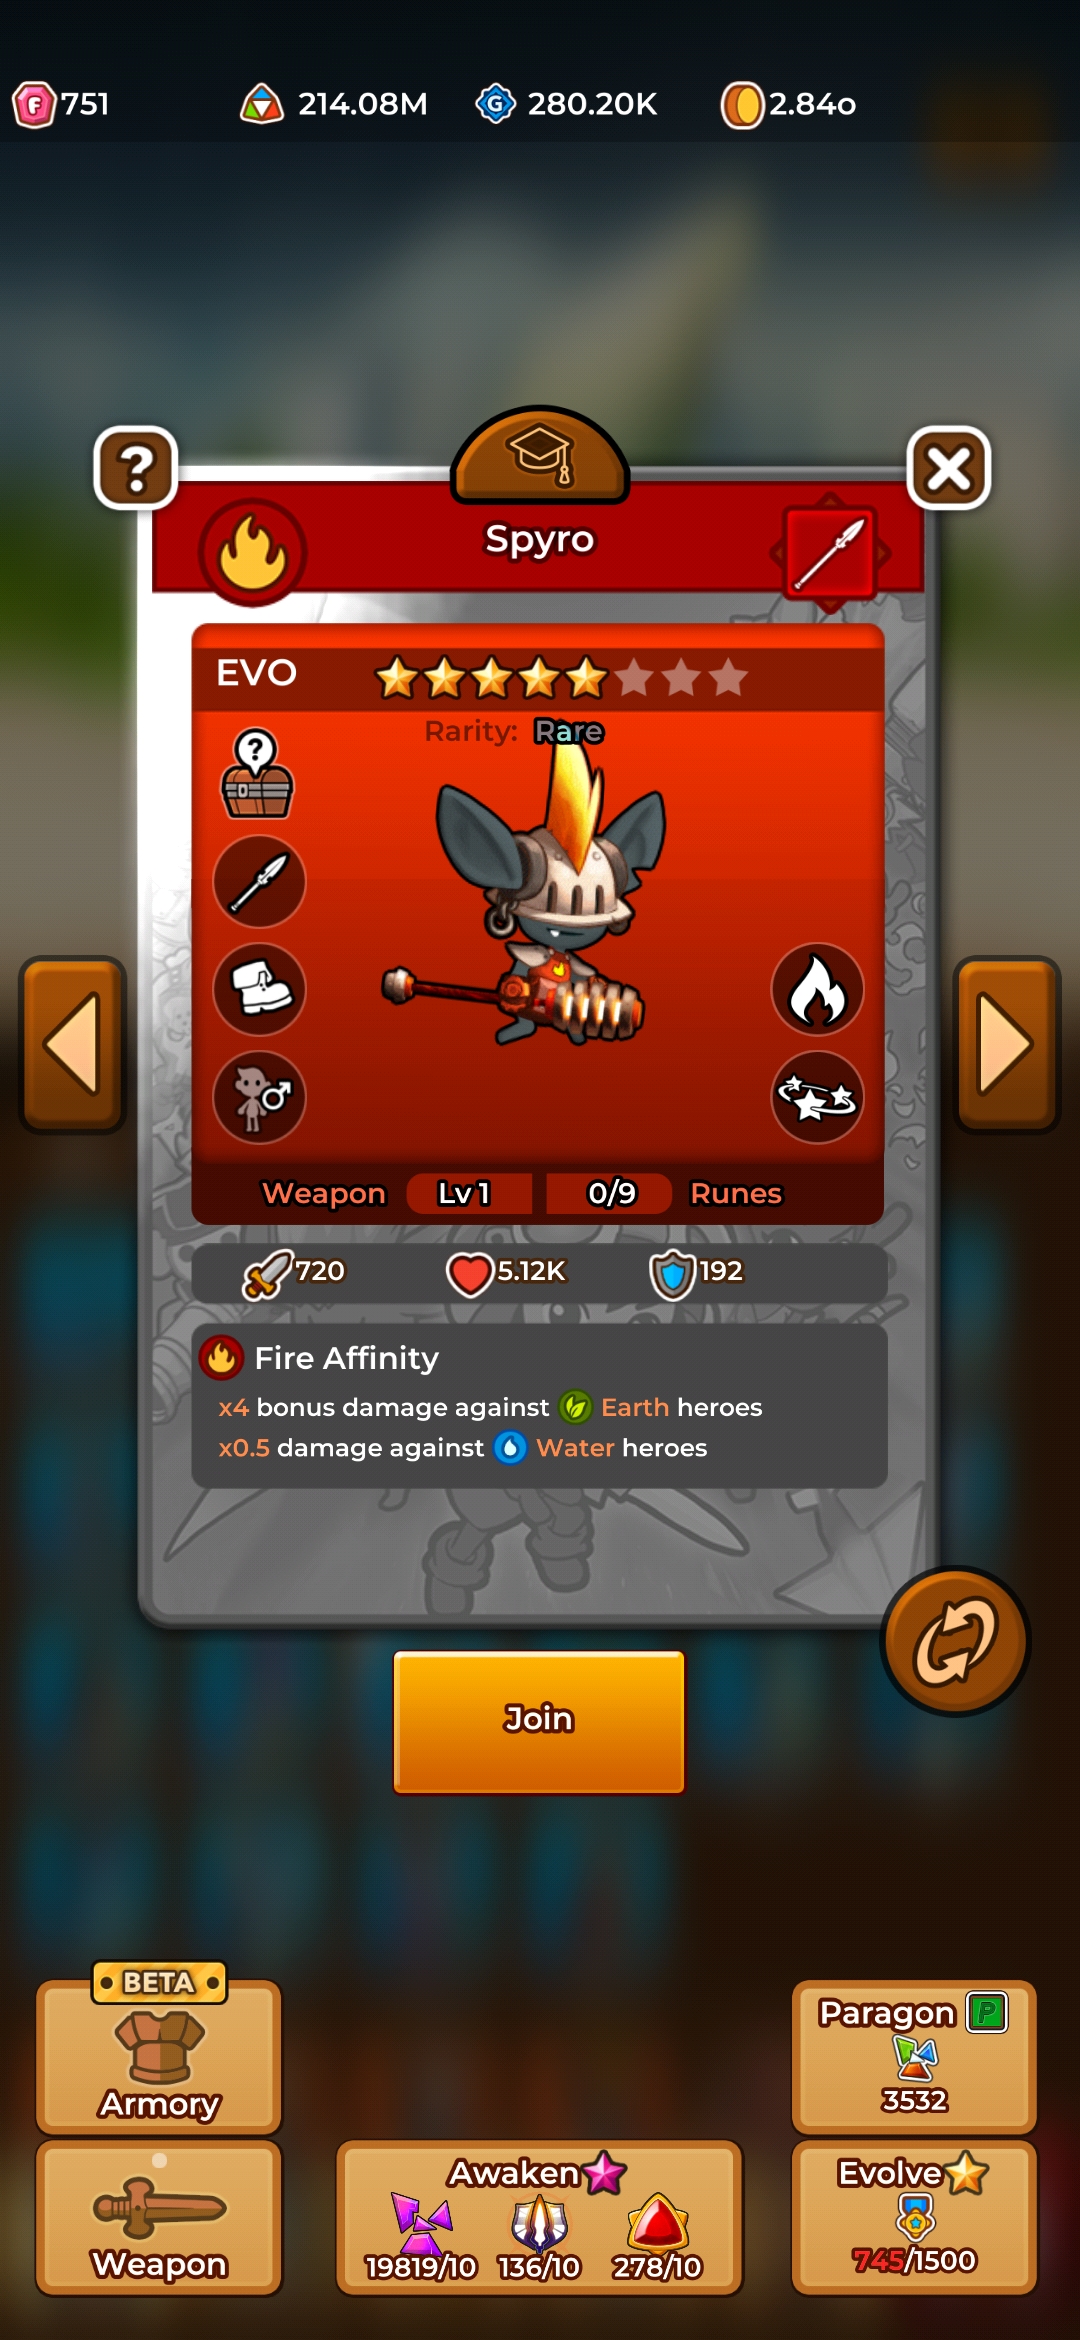 F 751 214.08M G 280.20K 2.84o
?
Spyro
EVO
Rarity: Rare
?
Weapon Lv 1 0/9 Runes
720 5.12K 192
Fire Affinity
x4 bonus damage against Earth heroes
x0.5 damage against Water heroes
Join
BETA
Armory
Paragon P
3532
Weapon
Awaken
19819/10 136/10 278/10
Evolve
745/1500